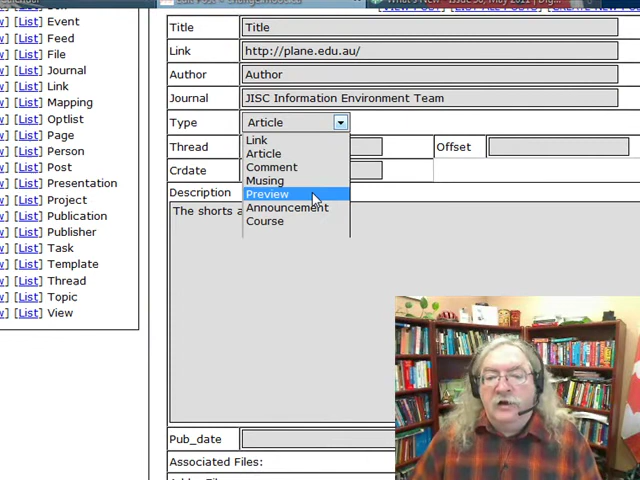 [List] Event
[List] Feed
[List] File
[List] Journal
[List] Link
[List] Mapping
[List] Optlist
[List] Page
[List] Person
[List] Post
[List] Presentation
[List] Project
[List] Publication
[List] Publisher
[List] Task
[List] Template
[List] Thread
[List] Topic
[List] View
Title Title
Link http://plane.edu.au/
Author Author
Journal JISC Information Environment Team
Type Article
Link
Article
Comment
Musing
Preview
Announcement
Course
Thread Offset
Crdate
Description
The shorts a
Pub_date
Associated Files: